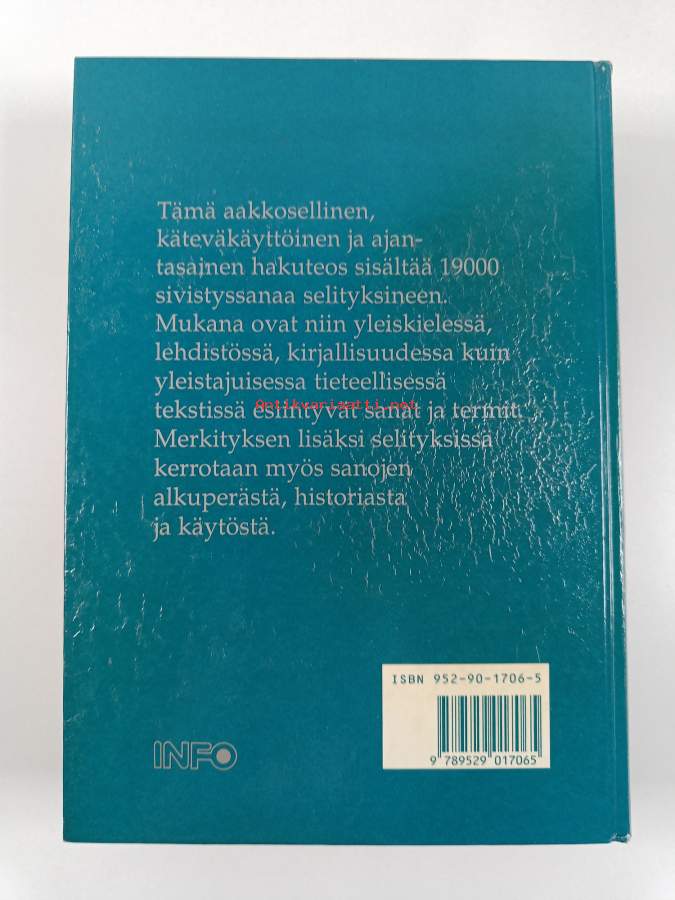 Tämä aakkosellinen,
käteväkäyttöinen ja ajan-
tasainen hakuteos sisältää 19000
sivistyssanaa selityksineen.
Mukana ovat niin yleiskielessä,
lehdistössä, kirjallisuudessa kuin
yleistajuisessa tieteellisessä
tekstissä esiintyvät sanat ja termit.
Antikvariaatti.net
Merkityksen lisäksi selityksissä
kerrotaan myös sanojen
alkuperästä, historiasta
ja käytöstä.
ISBN 952-90-1706-5
9 789529 017065
INFO